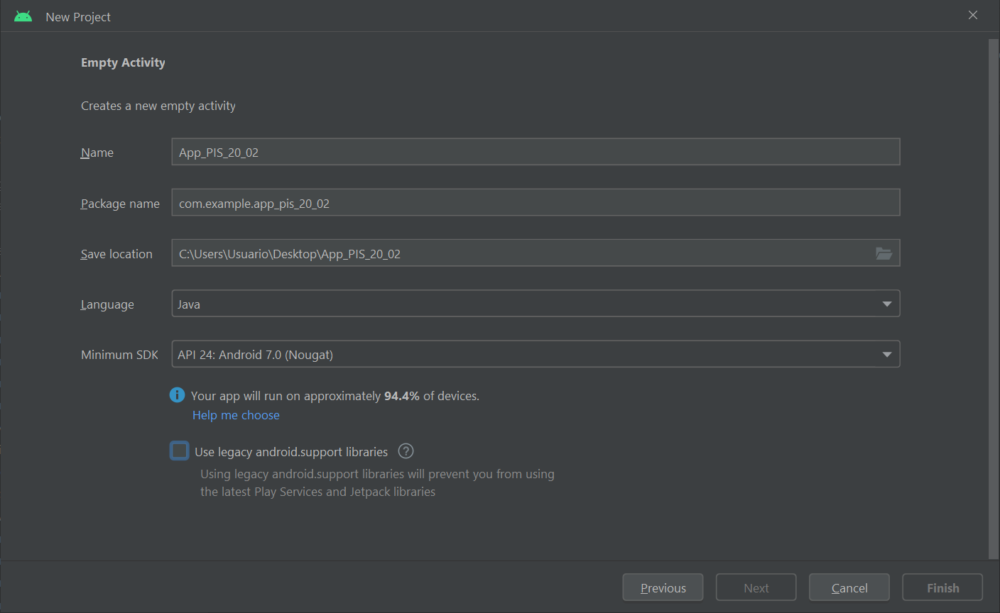 New Project
Empty Activity
Creates a new empty activity
Name App_PIS_20_02
Package name com.example.app_pis_20_02
Save location C:\Users\Usuario\Desktop\App_PIS_20_02
Language Java
Minimum SDK API 24: Android 7.0 (Nougat)
Your app will run on approximately 94.4% of devices.
Help me choose
Use legacy android.support libraries ?
Using legacy android.support libraries will prevent you from using
the latest Play Services and Jetpack libraries
Previous Next Cancel Finish